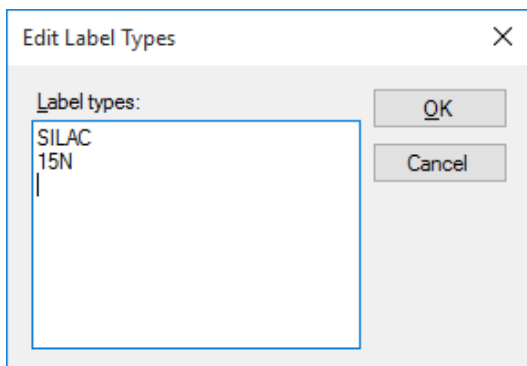 Edit Label Types
Label types:
OK
SILAC
15N
Cancel